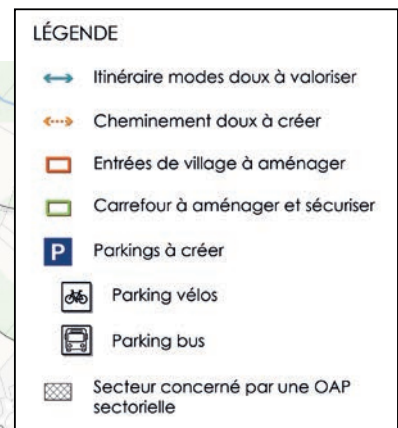 LÉGENDE
Itinéraire modes doux à valoriser
Cheminement doux à créer
Entrées de village à aménager
Carrefour à aménager et sécuriser
P Parkings à créer
Parking vélos
Parking bus
Secteur concerné par une OAP
sectorielle